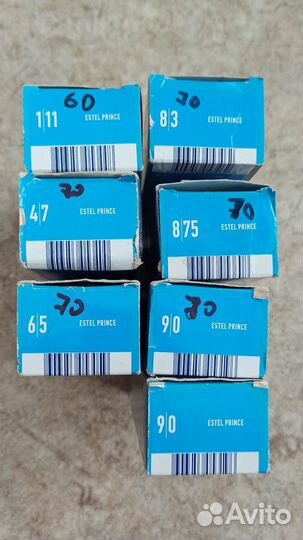 60
1|11 ESTEL PRINCE
70
8|3 ESTEL PRINCE
70
4|7 ESTEL PRINCE
70
8|75 ESTEL PRINCE
70
6|5 ESTEL PRINCE
70
9|0 ESTEL PRINCE
9|0 ESTEL PRINCE
Avito